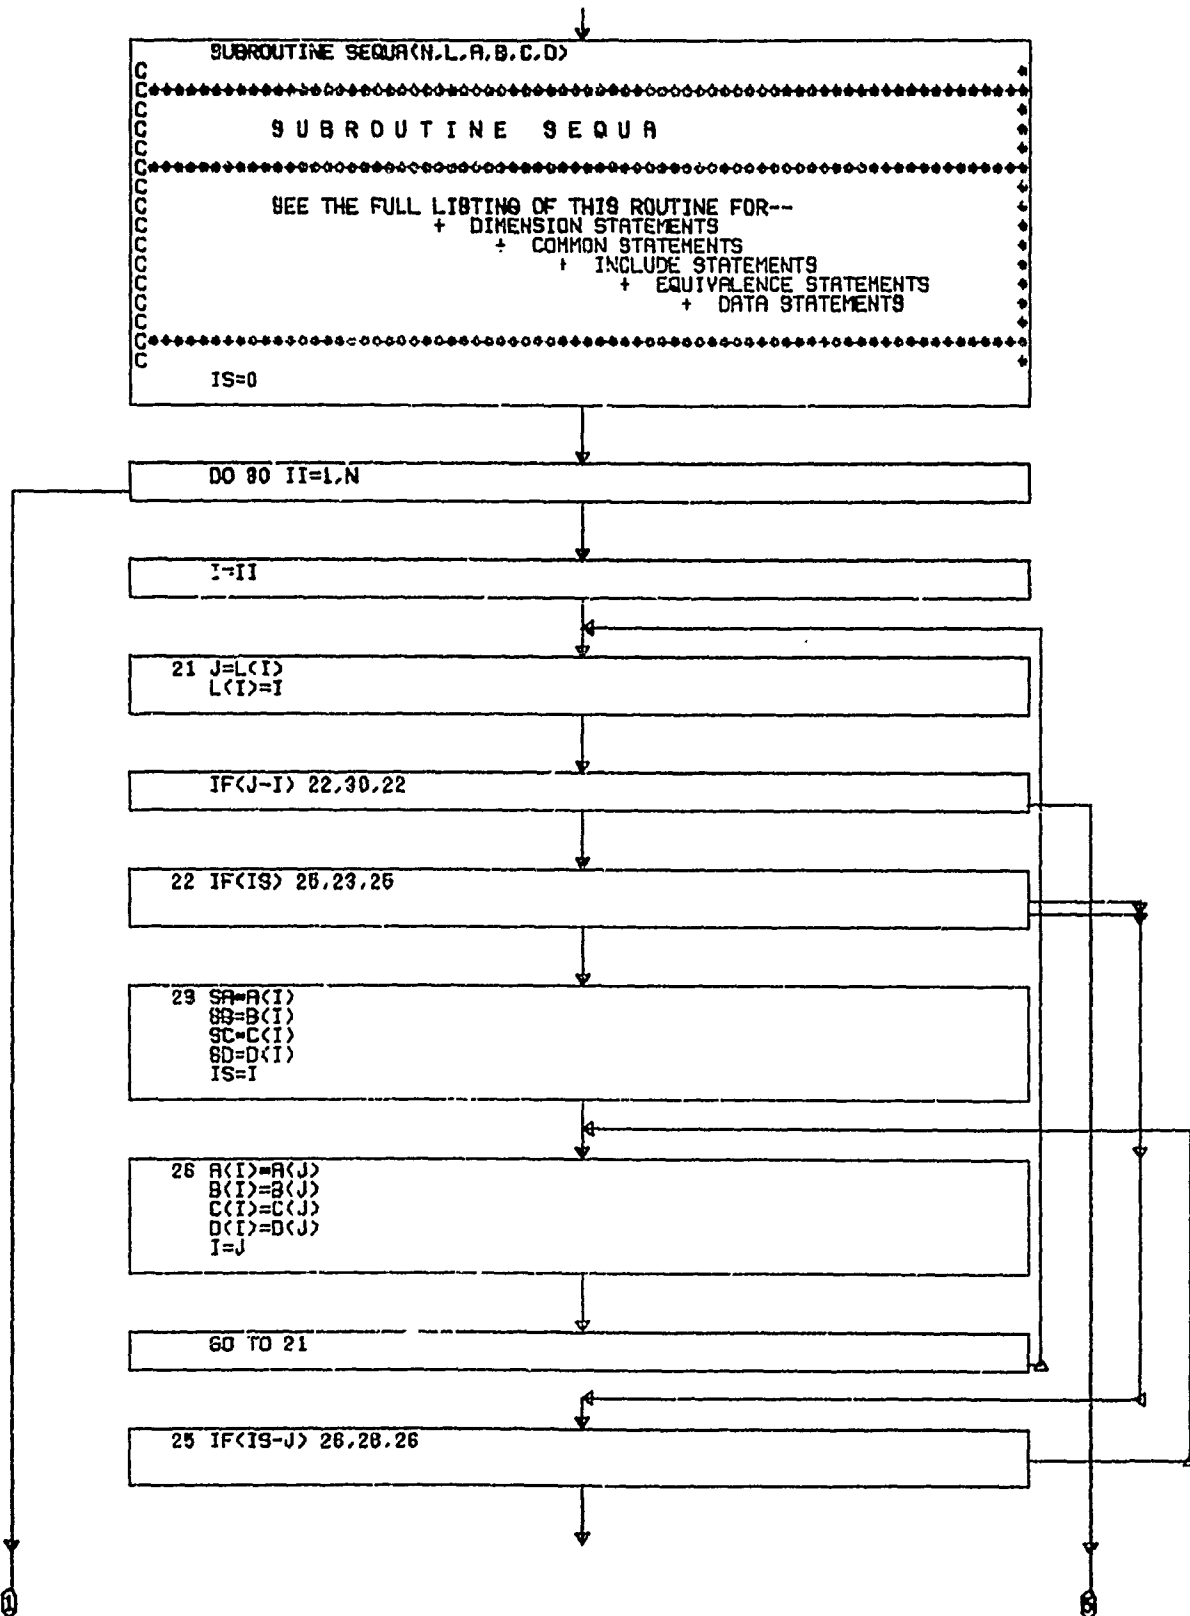 SUBROUTINE SEQUA(N,L,A,B,C,D)
C *
C**********************************************************************
C *
C SUBROUTINE SEQUA *
C *
C**********************************************************************
C *
C SEE THE FULL LISTING OF THIS ROUTINE FOR-- *
C + DIMENSION STATEMENTS *
C + COMMON STATEMENTS *
C + INCLUDE STATEMENTS *
C + EQUIVALENCE STATEMENTS *
C + DATA STATEMENTS *
C *
C**********************************************************************
C *
IS=0
DO 30 II=1,N
I=II
21 J=L(I)
L(I)=I
IF(J-I) 22,30,22
22 IF(IS) 25,23,25
23 SA=A(I)
SB=B(I)
SC=C(I)
SD=D(I)
IS=I
26 A(I)=A(J)
B(I)=B(J)
C(I)=C(J)
D(I)=D(J)
I=J
GO TO 21
25 IF(IS-J) 26,28,26
1